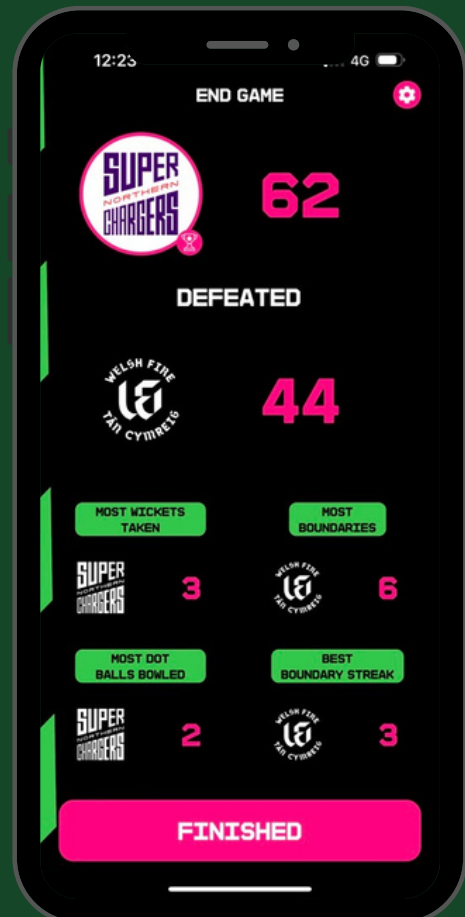 12:23
4G
END GAME
SUPER
NORTHERN
CHARGERS
62
DEFEATED
WELSH FIRE
TÂN CYMREIG
44
MOST WICKETS
TAKEN
MOST
BOUNDARIES
SUPER
NORTHERN
CHARGERS
3
WELSH FIRE
TÂN CYMREIG
6
MOST DOT
BALLS BOWLED
BEST
BOUNDARY STREAK
SUPER
NORTHERN
CHARGERS
2
WELSH FIRE
TÂN CYMREIG
3
FINISHED